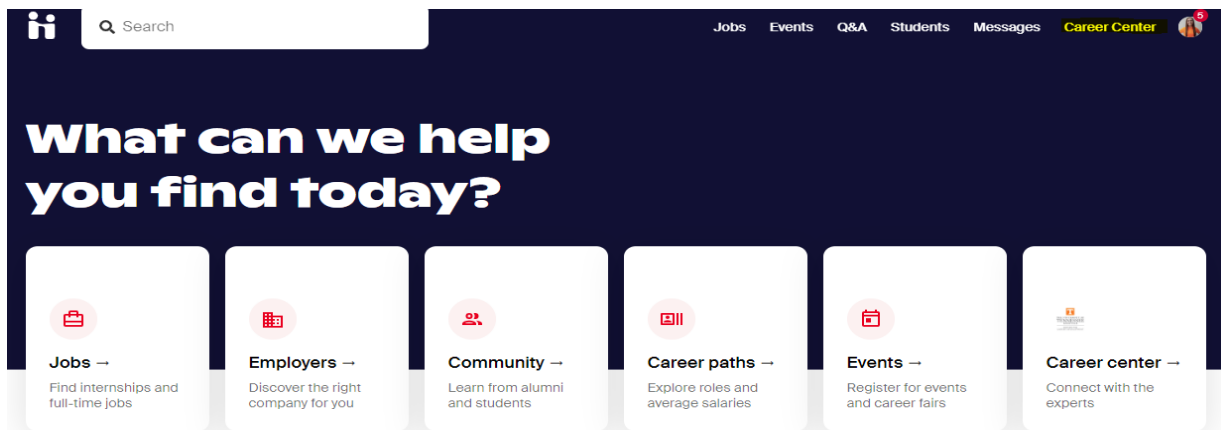 Search
Jobs Events Q&A Students Messages Career Center 5
What can we help
you find today?
Jobs →
Find internships and
full-time jobs
Employers →
Discover the right
company for you
Community →
Learn from alumni
and students
Career paths →
Explore roles and
average salaries
Events →
Register for events
and career fairs
Career center →
Connect with the
experts